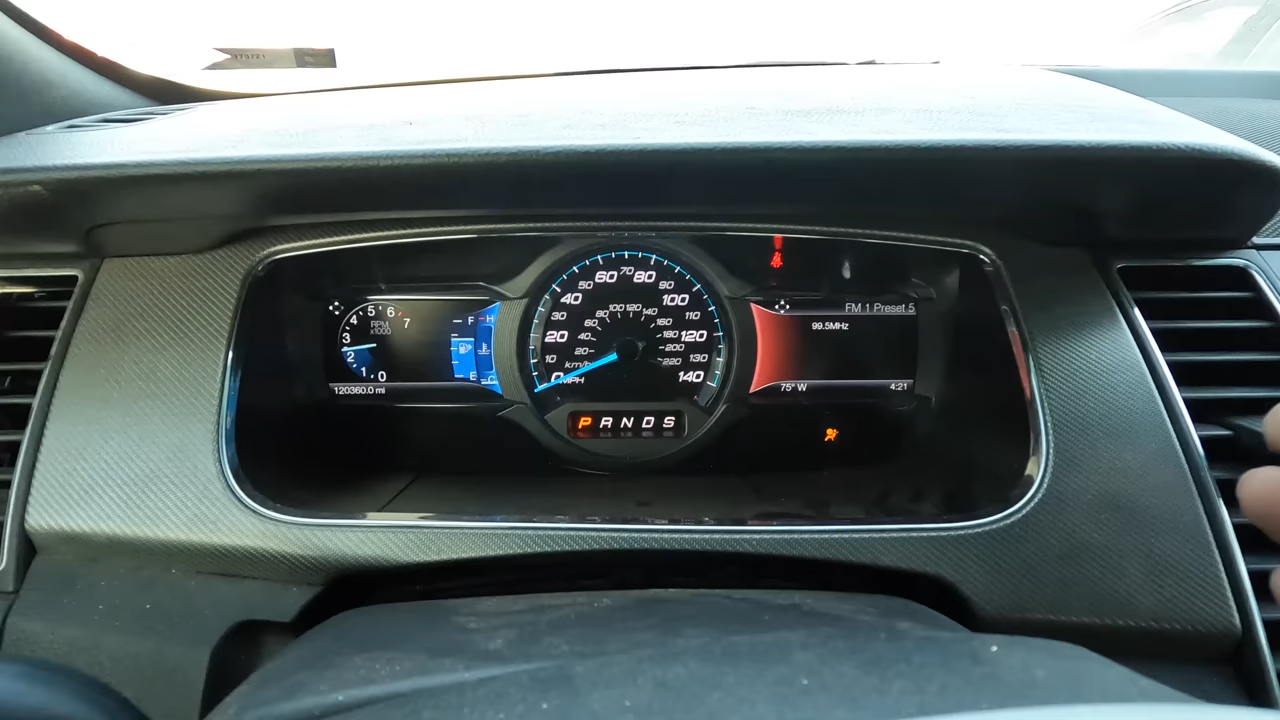 173721
0 1 2 3 4 5 6 7
RPM
x1000
F H
E C
120360.0 mi
0 10 20 30 40 50 60 70 80 90 100 110 120 130 140
20 40 60 80 100 120 140 160 180 200 220
km/h
MPH
P R N D S
FM 1 Preset 5
99.5MHz
75° W 4:21